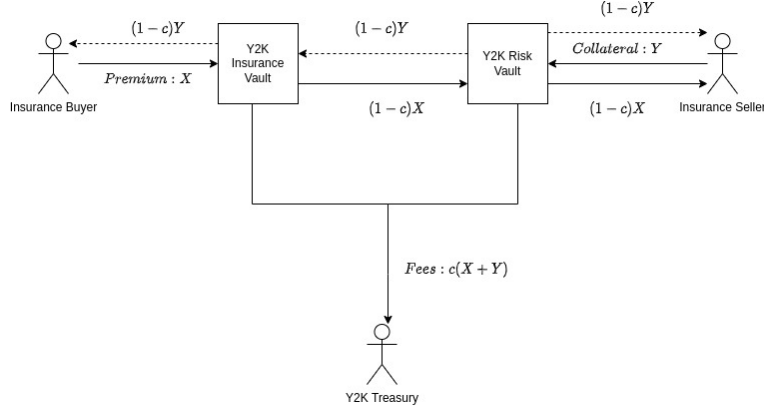 (1-c)Y
(1-c)Y
(1-c)Y
Y2K
Insurance
Vault
Y2K Risk
Vault
Collateral : Y
Premium : X
Insurance Buyer
(1-c)X
(1-c)X
Insurance Seller
Fees : c(X + Y)
Y2K Treasury